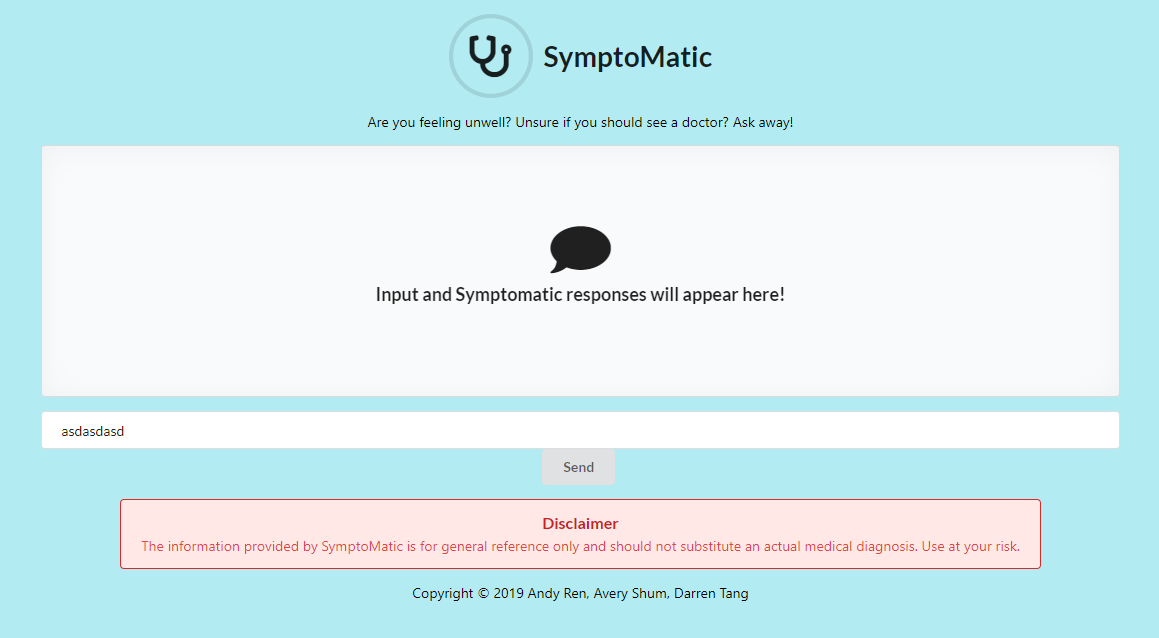 SymptoMatic
Are you feeling unwell? Unsure if you should see a doctor? Ask away!
Input and Symptomatic responses will appear here!
asdasdasd
Send
Disclaimer
The information provided by SymptoMatic is for general reference only and should not substitute an actual medical diagnosis. Use at your risk.
Copyright © 2019 Andy Ren, Avery Shum, Darren Tang